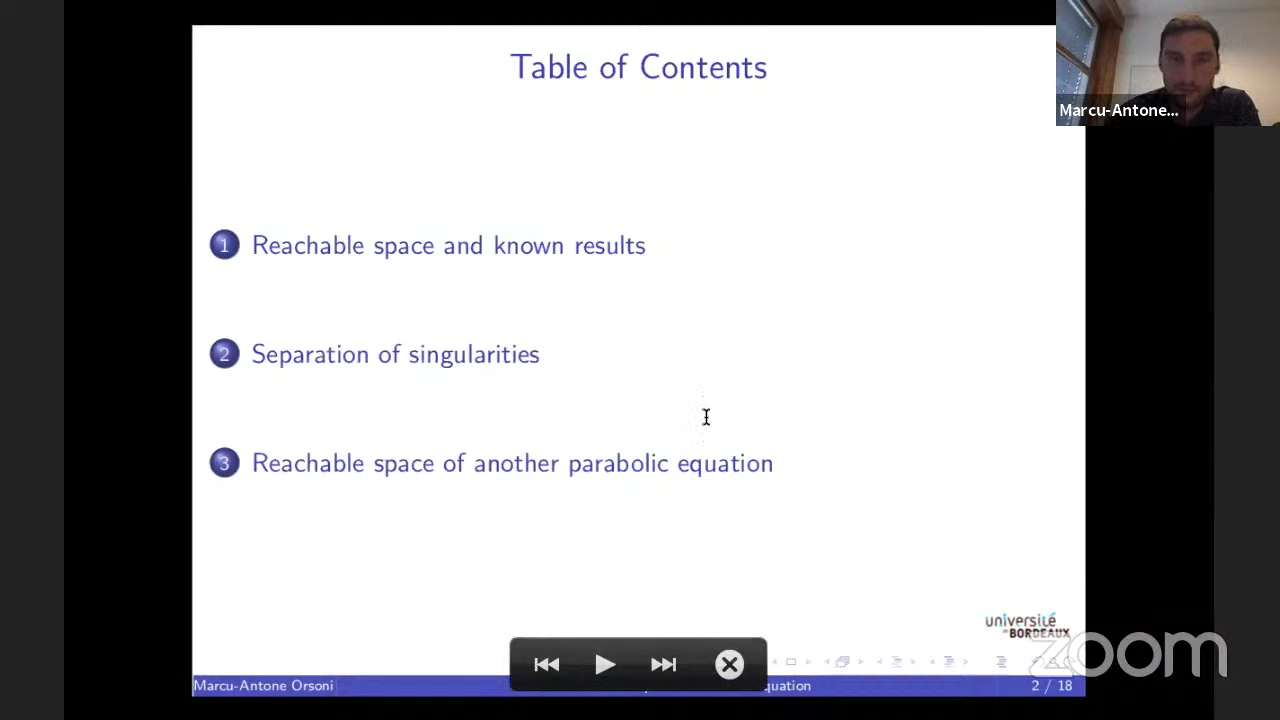 Table of Contents
Marcu-Antone...
1 Reachable space and known results
2 Separation of singularities
3 Reachable space of another parabolic equation
université
de BORDEAUX
zoom
Marcu-Antone Orsoni
quation
2 / 18